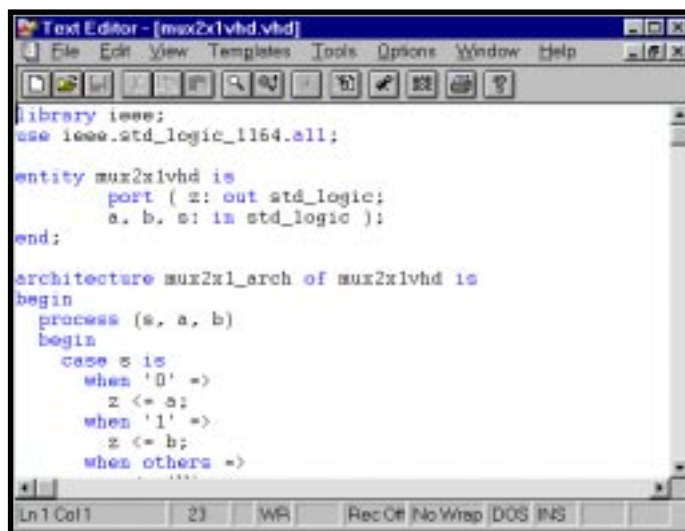 Text Editor - [mux2x1vhd.vhd]
File Edit View Templates Tools Options Window Help
library ieee;
use ieee.std_logic_1164.all;
entity mux2x1vhd is
port ( z: out std_logic;
a, b, s: in std_logic );
end;
architecture mux2x1_arch of mux2x1vhd is
begin
process (s, a, b)
begin
case s is
when '0' =>
z <= a;
when '1' =>
z <= b;
when others =>
Ln 1 Col 1 23 WR Rec Off No Wrap DOS INS